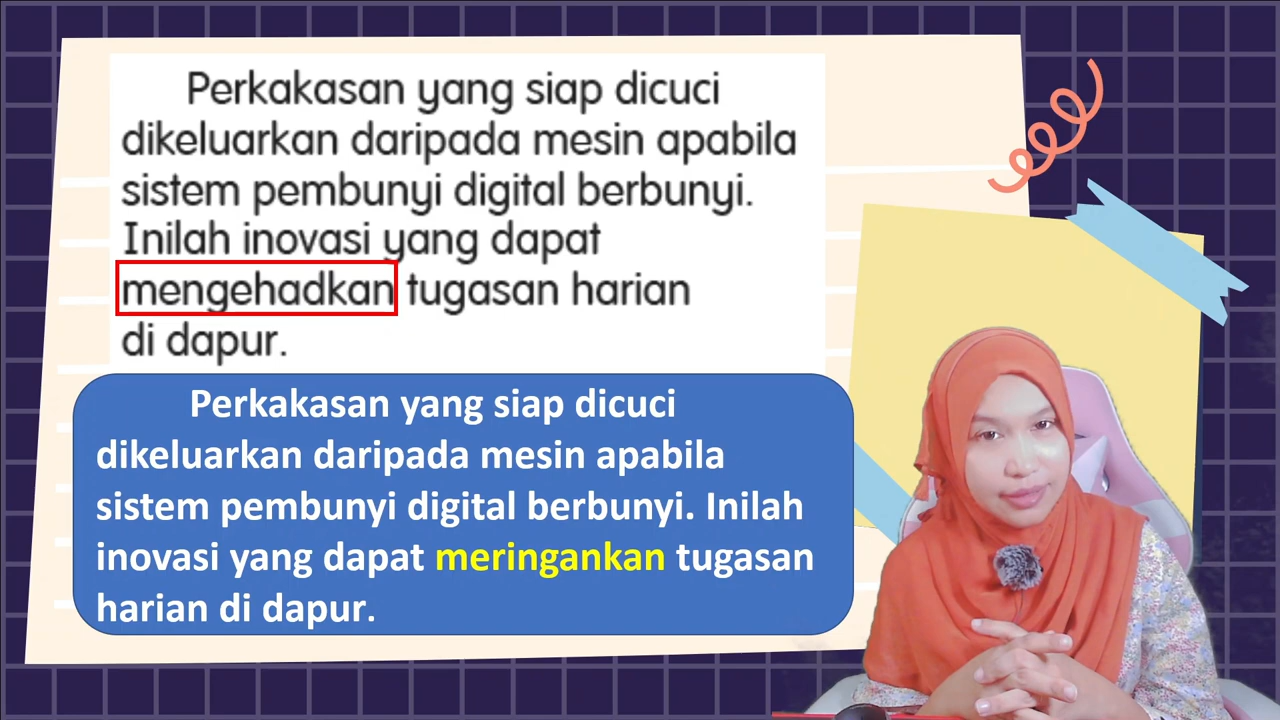 Perkakasan yang siap dicuci
dikeluarkan daripada mesin apabila
sistem pembunyi digital berbunyi.
Inilah inovasi yang dapat
mengehadkan tugasan harian
di dapur.
Perkakasan yang siap dicuci
dikeluarkan daripada mesin apabila
sistem pembunyi digital berbunyi. Inilah
inovasi yang dapat meringankan tugasan
harian di dapur.